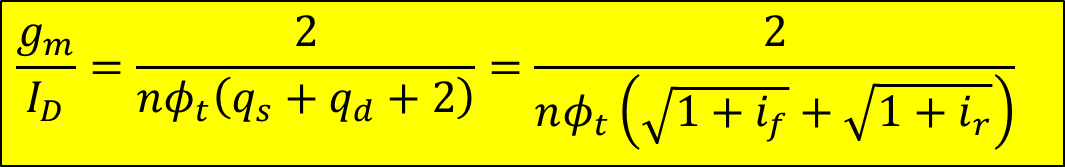 g_m/I_D = 2/(nϕ_t(q_s + q_d + 2)) = 2/(nϕ_t(√(1 + i_f) + √(1 + i_r)))